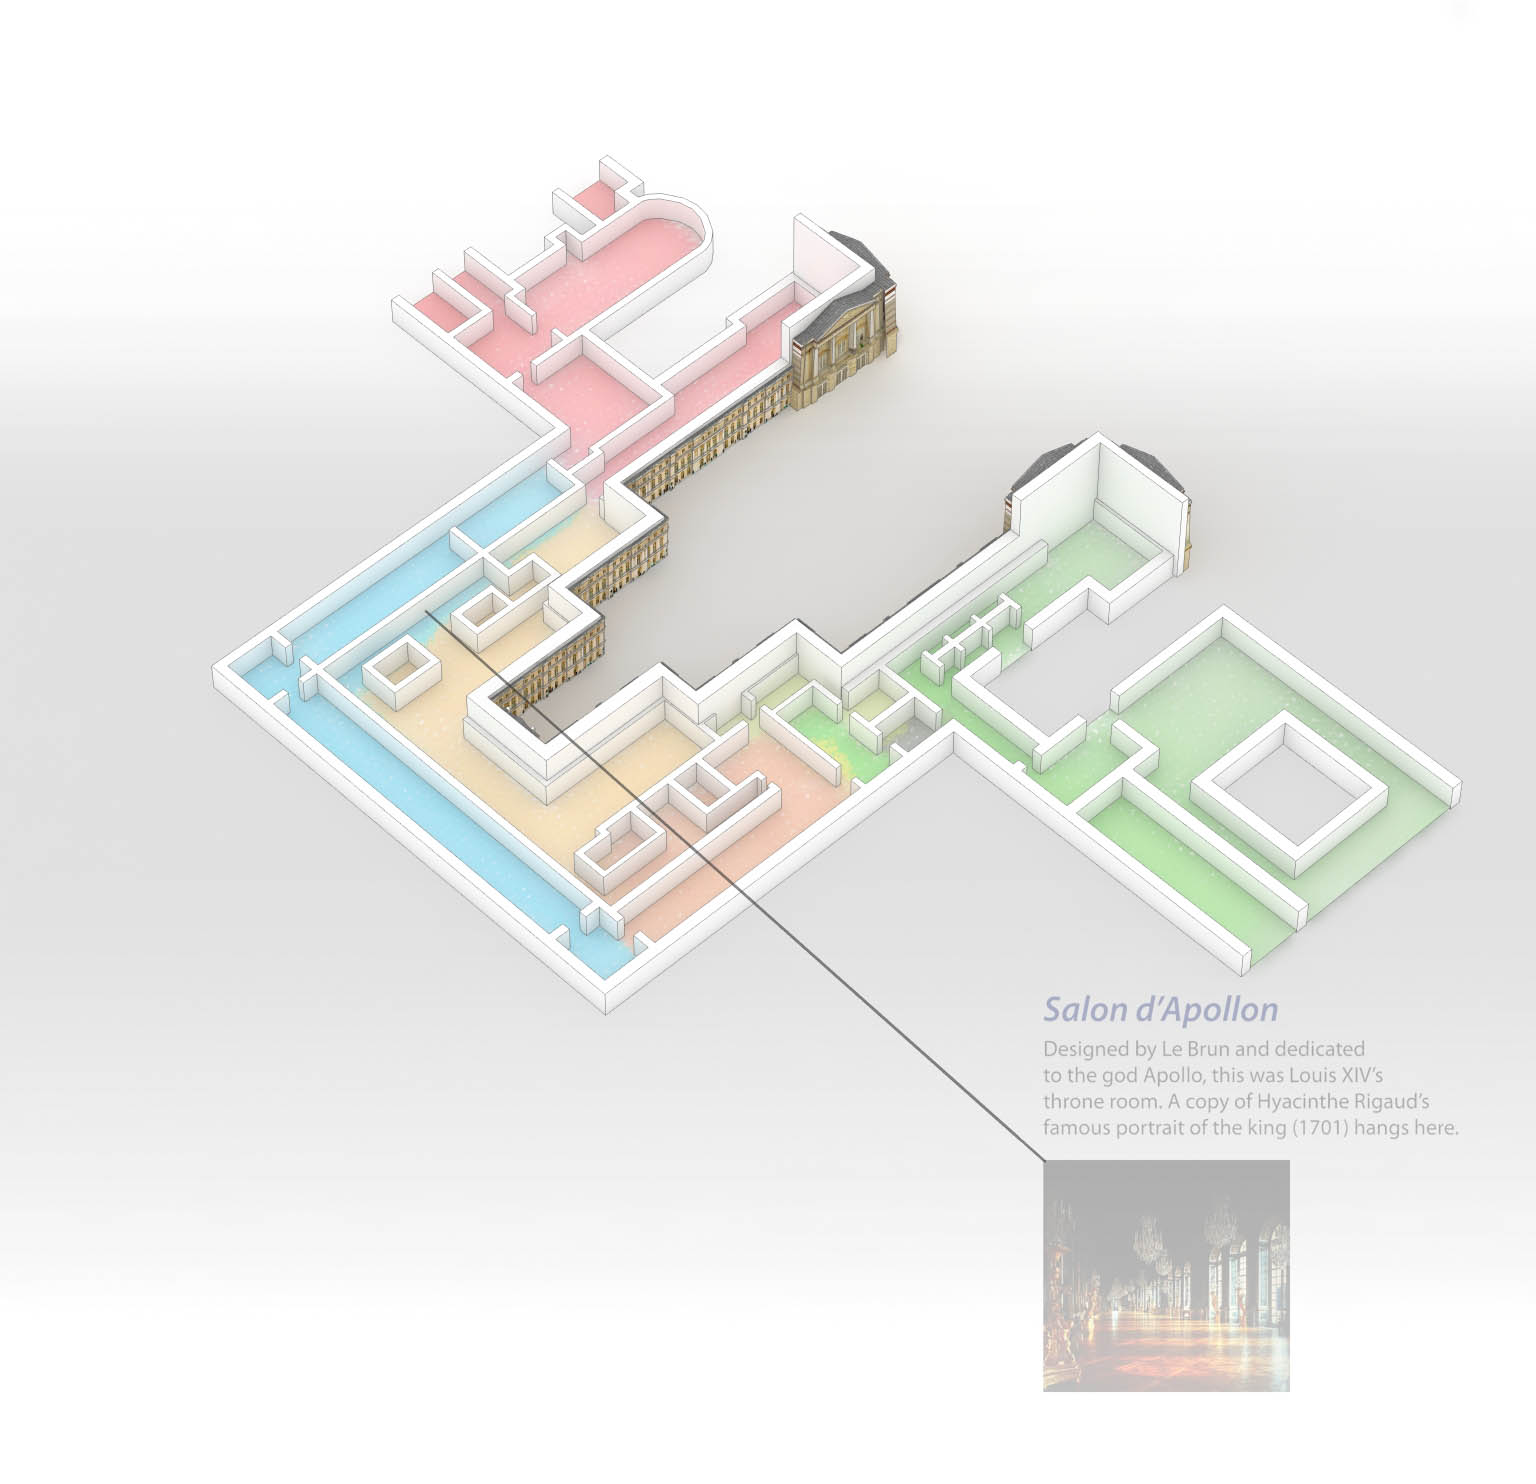 Salon d’Apollon
Designed by Le Brun and dedicated
to the god Apollo, this was Louis XIV’s
throne room. A copy of Hyacinthe Rigaud’s
famous portrait of the king (1701) hangs here.